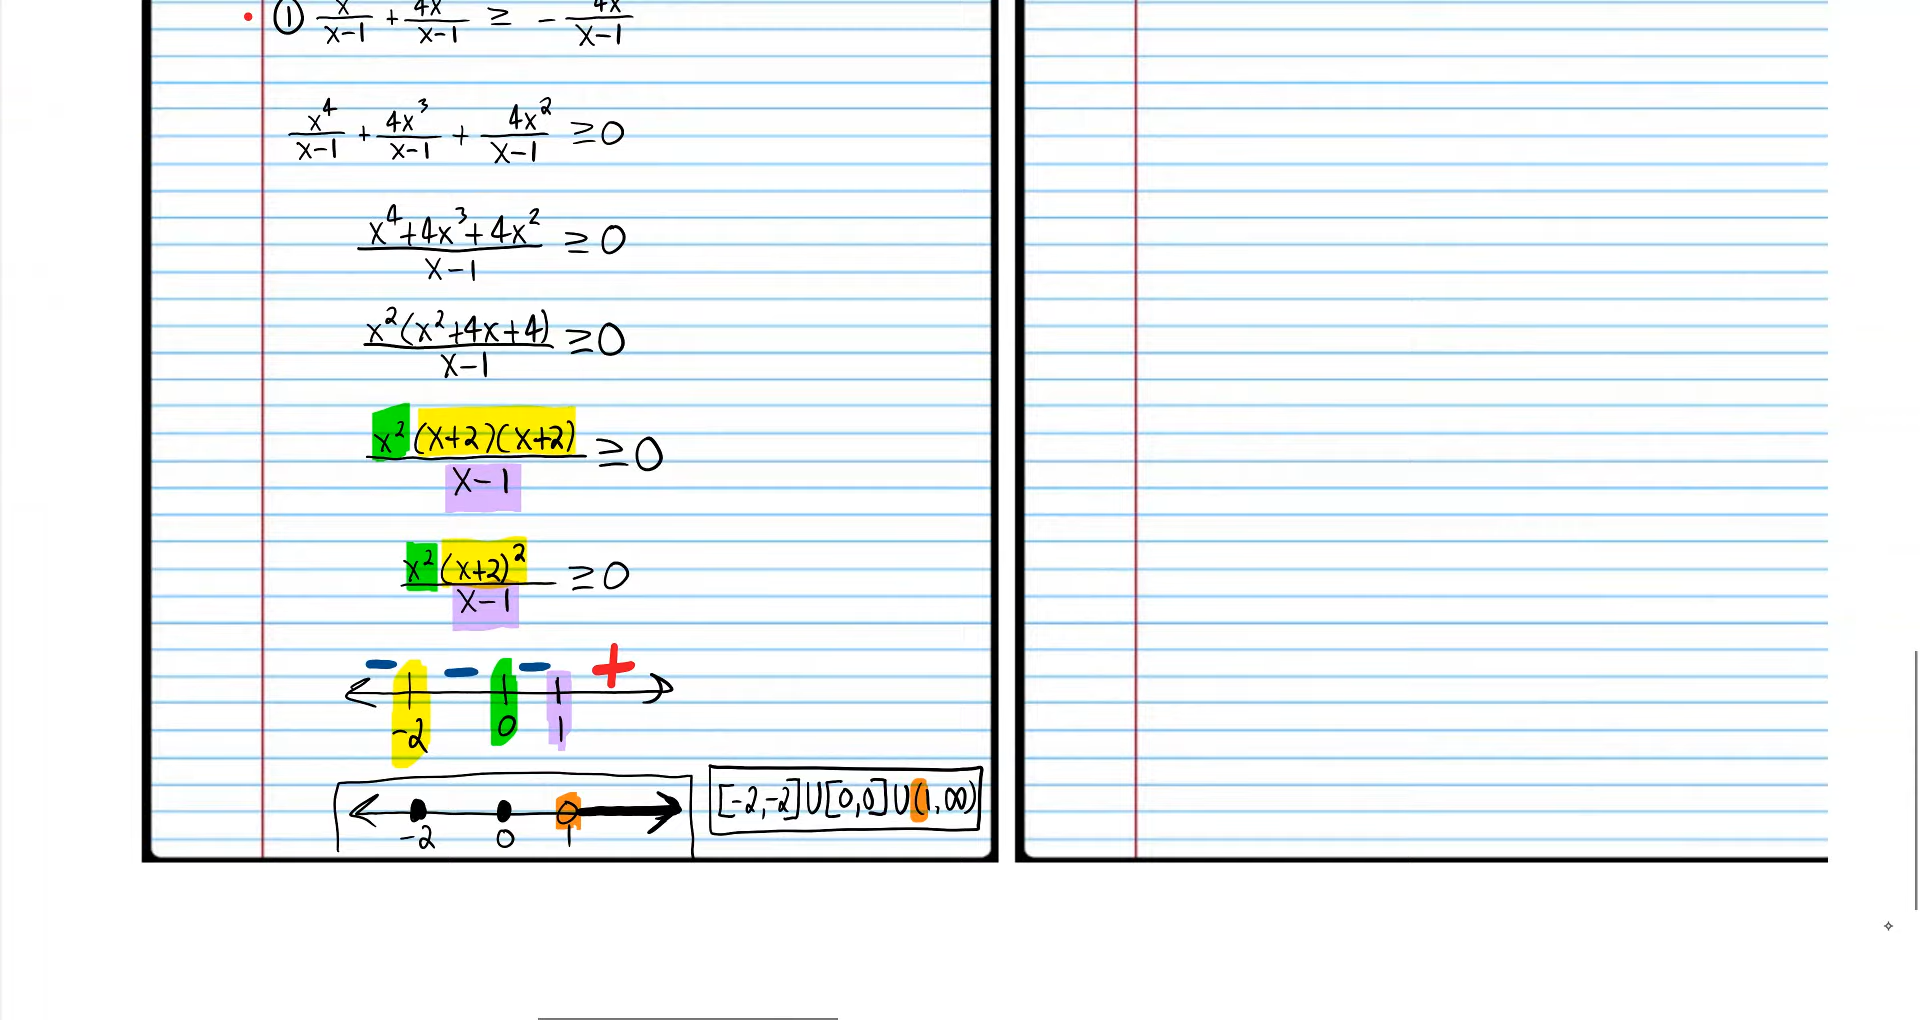 ① x/(x-1) + 4x/(x-1) ≥ - 4x/(x-1)
x⁴/(x-1) + 4x³/(x-1) + 4x²/(x-1) ≥ 0
(x⁴+4x³+4x²)/(x-1) ≥ 0
x²(x²+4x+4)/(x-1) ≥ 0
x²(x+2)(x+2)/(x-1) ≥ 0
x²(x+2)²/(x-1) ≥ 0
- - - +
-2 0 1
-2 0 1
[-2,-2]U[0,0]U(1,∞)